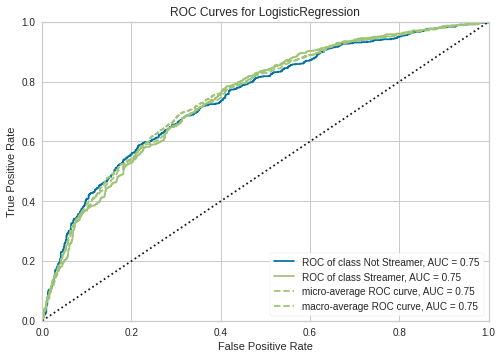 ROC Curves for LogisticRegression
1.0
0.8
0.6
0.4
0.2
0.0
True Positive Rate
ROC of class Not Streamer, AUC = 0.75
ROC of class Streamer, AUC = 0.75
micro-average ROC curve, AUC = 0.75
macro-average ROC curve, AUC = 0.75
0.0 0.2 0.4 0.6 0.8 1.0
False Positive Rate